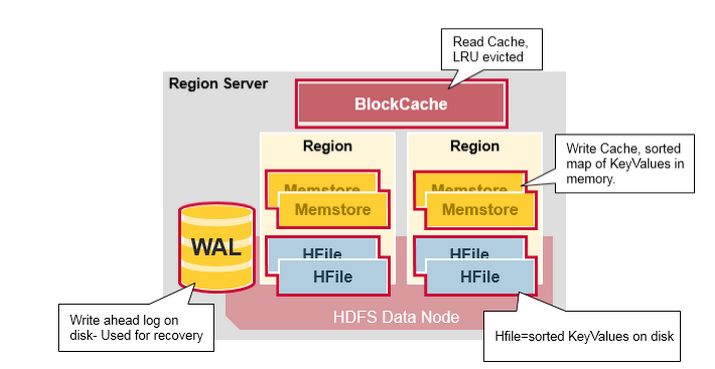 Read Cache,
LRU evicted
Region Server
BlockCache
Region
Region
Write Cache, sorted
map of KeyValues in
memory.
Memstore
Memstore
Memstore
Memstore
WAL
HFile
HFile
HFile
HFile
Write ahead log on
disk- Used for recovery
HDFS Data Node
Hfile=sorted KeyValues on disk